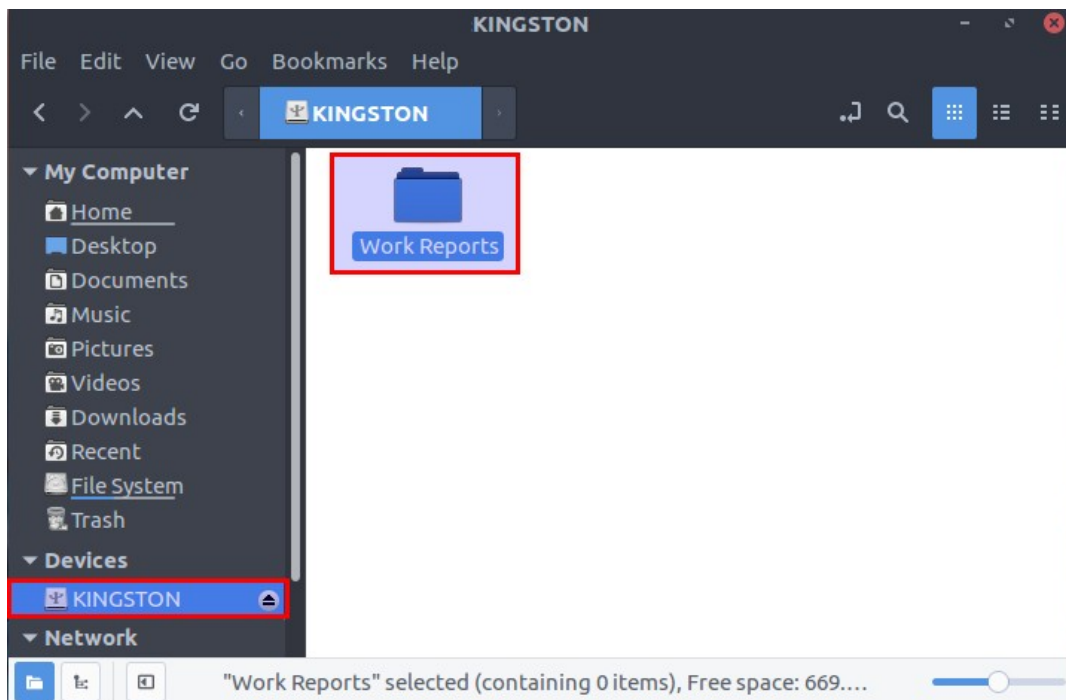 KINGSTON
File Edit View Go Bookmarks Help
KINGSTON
My Computer
Home
Desktop
Documents
Music
Pictures
Videos
Downloads
Recent
File System
Trash
Devices
KINGSTON
Network
Work Reports
"Work Reports" selected (containing 0 items), Free space: 669....